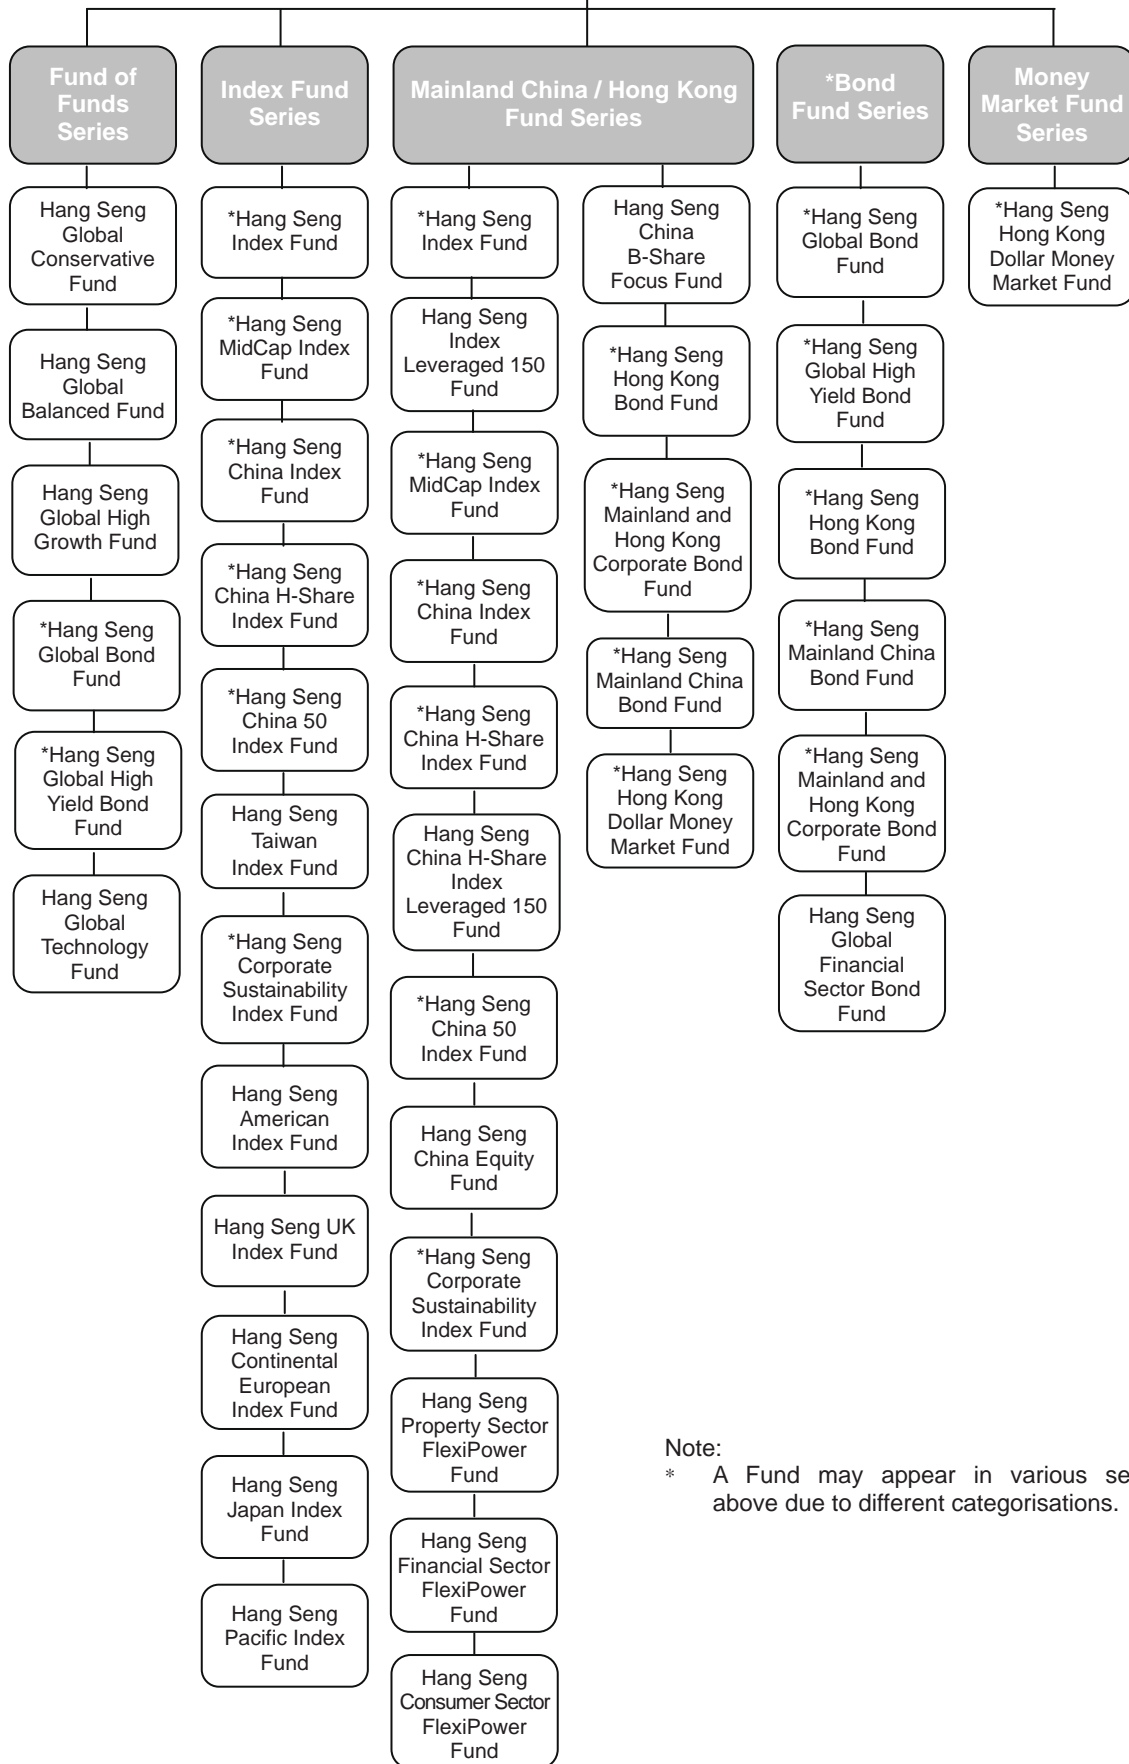 Fund of
Funds
Series
Index Fund
Series
Mainland China / Hong Kong
Fund Series
*Bond
Fund Series
Money
Market Fund
Series
Hang Seng
Global
Conservative
Fund
Hang Seng
Global
Balanced Fund
Hang Seng
Global High
Growth Fund
*Hang Seng
Global Bond
Fund
*Hang Seng
Global High
Yield Bond
Fund
Hang Seng
Global
Technology
Fund
*Hang Seng
Index Fund
*Hang Seng
MidCap Index
Fund
*Hang Seng
China Index
Fund
*Hang Seng
China H-Share
Index Fund
*Hang Seng
China 50
Index Fund
Hang Seng
Taiwan
Index Fund
*Hang Seng
Corporate
Sustainability
Index Fund
Hang Seng
American
Index Fund
Hang Seng UK
Index Fund
Hang Seng
Continental
European
Index Fund
Hang Seng
Japan Index
Fund
Hang Seng
Pacific Index
Fund
*Hang Seng
Index Fund
Hang Seng
Index
Leveraged 150
Fund
*Hang Seng
MidCap Index
Fund
*Hang Seng
China Index
Fund
*Hang Seng
China H-Share
Index Fund
Hang Seng
China H-Share
Index
Leveraged 150
Fund
*Hang Seng
China 50
Index Fund
Hang Seng
China Equity
Fund
*Hang Seng
Corporate
Sustainability
Index Fund
Hang Seng
Property Sector
FlexiPower
Fund
Hang Seng
Financial Sector
FlexiPower
Fund
Hang Seng
Consumer Sector
FlexiPower
Fund
Hang Seng
China
B-Share
Focus Fund
*Hang Seng
Hong Kong
Bond Fund
*Hang Seng
Mainland and
Hong Kong
Corporate Bond
Fund
*Hang Seng
Mainland China
Bond Fund
*Hang Seng
Hong Kong
Dollar Money
Market Fund
*Hang Seng
Global Bond
Fund
*Hang Seng
Global High
Yield Bond
Fund
*Hang Seng
Hong Kong
Bond Fund
*Hang Seng
Mainland China
Bond Fund
*Hang Seng
Mainland and
Hong Kong
Corporate Bond
Fund
Hang Seng
Global
Financial
Sector Bond
Fund
*Hang Seng
Hong Kong
Dollar Money
Market Fund
Note:
* A Fund may appear in various se
above due to different categorisations.